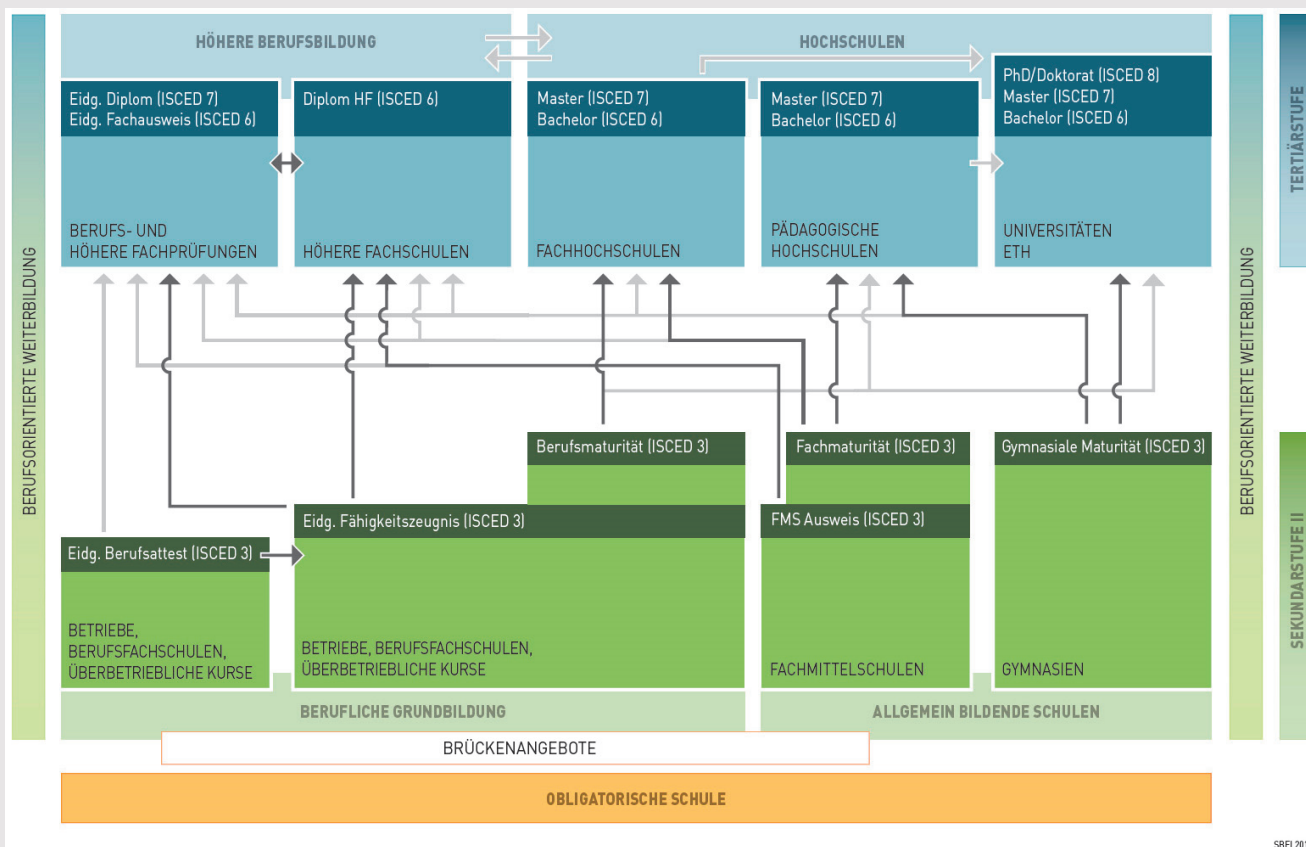 HÖHERE BERUFSBILDUNG
HOCHSCHULEN
Eidg. Diplom (ISCED 7)
Eidg. Fachausweis (ISCED 6)
Diplom HF (ISCED 6)
Master (ISCED 7)
Bachelor (ISCED 6)
Master (ISCED 7)
Bachelor (ISCED 6)
PhD/Doktorat (ISCED 8)
Master (ISCED 7)
Bachelor (ISCED 6)
BERUFS- UND
HÖHERE FACHPRÜFUNGEN
HÖHERE FACHSCHULEN
FACHHOCHSCHULEN
PÄDAGOGISCHE
HOCHSCHULEN
UNIVERSITÄTEN
ETH
TERTIÄRSTUFE
BERUFSORIENTIERTE WEITERBILDUNG
BERUFSORIENTIERTE WEITERBILDUNG
Berufsmaturität (ISCED 3)
Fachmaturität (ISCED 3)
Gymnasiale Maturität (ISCED 3)
Eidg. Fähigkeitszeugnis (ISCED 3)
FMS Ausweis (ISCED 3)
Eidg. Berufsattest (ISCED 3)
BETRIEBE,
BERUFSFACHSCHULEN,
ÜBERBETRIEBLICHE KURSE
BETRIEBE, BERUFSFACHSCHULEN,
ÜBERBETRIEBLICHE KURSE
FACHMITTELSCHULEN
GYMNASIEN
SEKUNDARSTUFE II
BERUFLICHE GRUNDBILDUNG
ALLGEMEIN BILDENDE SCHULEN
BRÜCKENANGEBOTE
OBLIGATORISCHE SCHULE